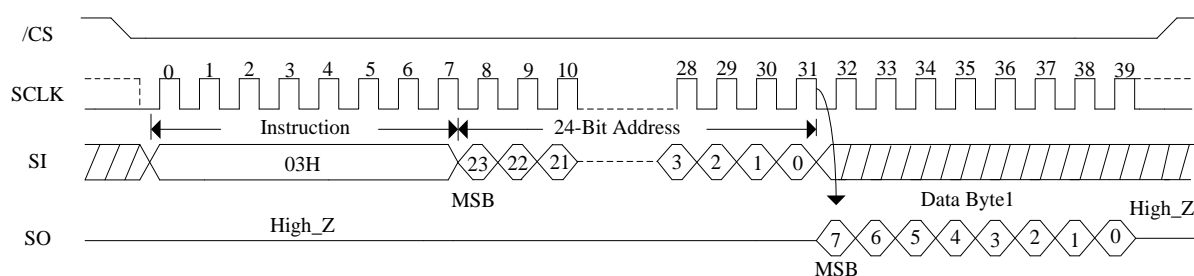 /CS
0 1 2 3 4 5 6 7 8 9 10 28 29 30 31 32 33 34 35 36 37 38 39
SCLK
Instruction 24-Bit Address
SI 03H 23 22 21 3 2 1 0
MSB Data Byte1
High_Z High_Z
SO 7 6 5 4 3 2 1 0
MSB